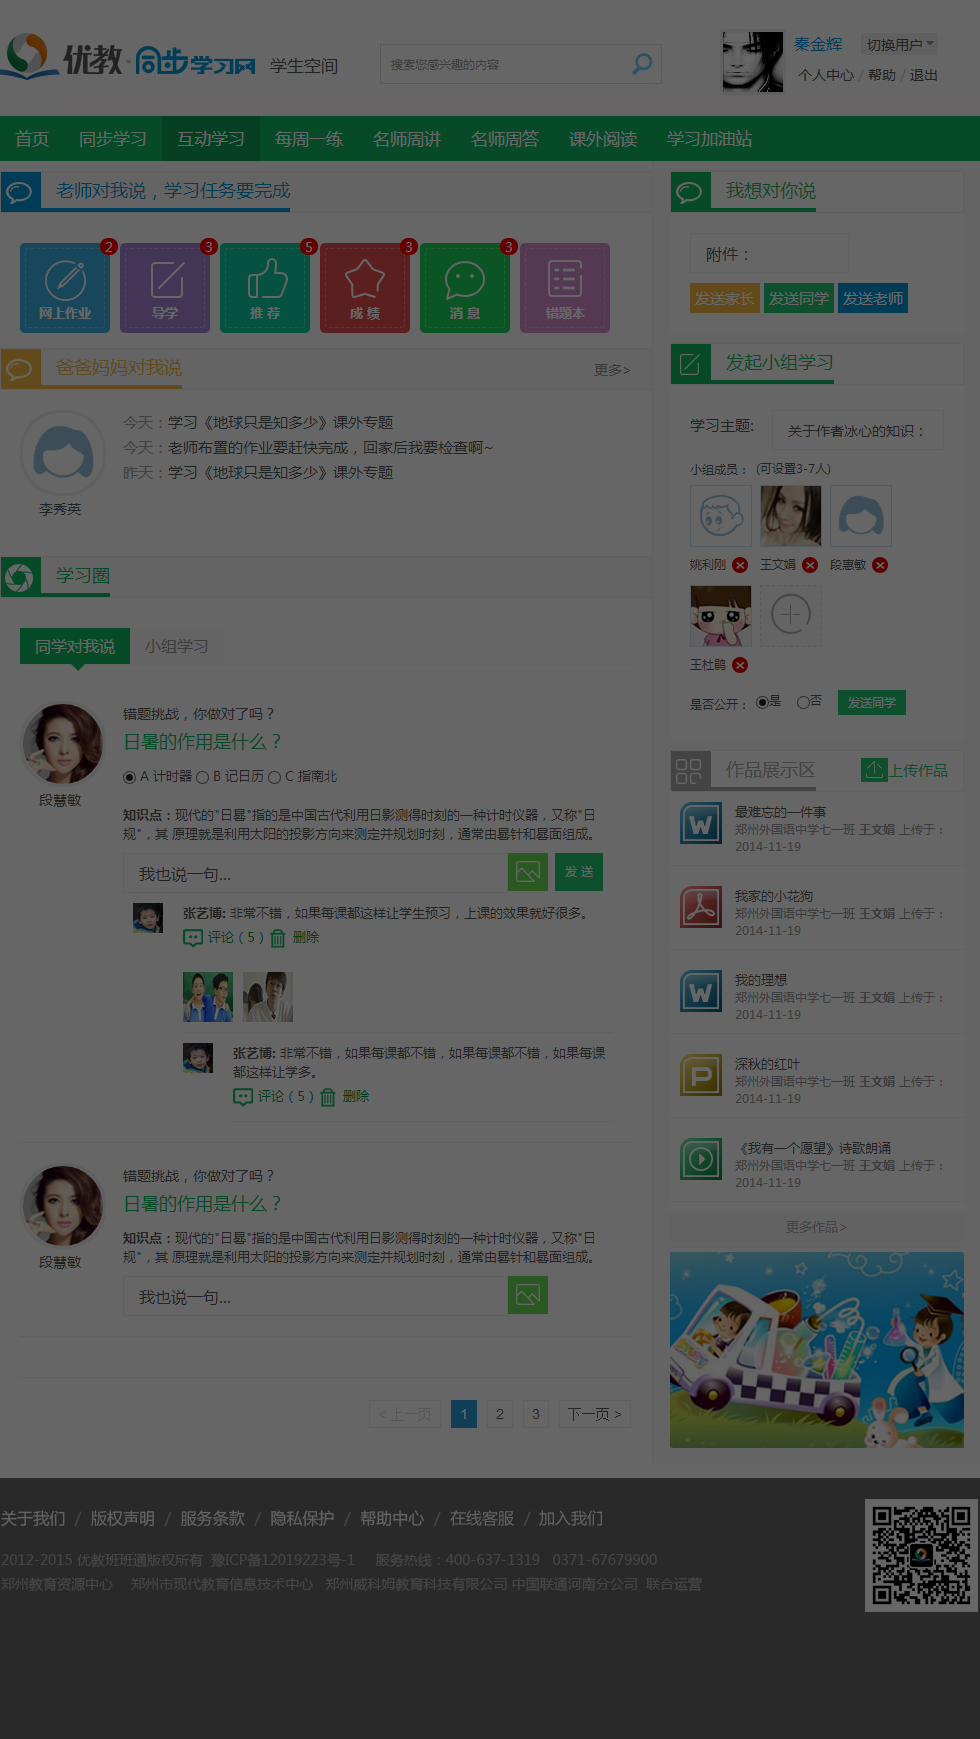 优教·同步学习网 学生空间
搜索您感兴趣的内容
秦金辉 切换用户
个人中心 / 帮助 / 退出
首页 同步学习 互动学习 每周一练 名师周讲 名师周答 课外阅读 学习加油站
老师对我说，学习任务要完成
2 3 5 3 3
网上作业 导学 推 荐 成 绩 消 息 错题本
爸爸妈妈对我说 更多>
今天：学习《地球只是知多少》课外专题
今天：老师布置的作业要赶快完成，回家后我要检查啊~
昨天：学习《地球只是知多少》课外专题
李秀英
学习圈
同学对我说 小组学习
错题挑战，你做对了吗？
日暑的作用是什么？
A 计时器 B 记日历 C 指南北
段慧敏
知识点：现代的"日晷"指的是中国古代利用日影测得时刻的一种计时仪器，又称"日
规"，其 原理就是利用太阳的投影方向来测定并规划时刻，通常由晷针和晷面组成。
我也说一句... 发 送
张艺博: 非常不错，如果每课都这样让学生预习，上课的效果就好很多。
评论（5） 删除
张艺博: 非常不错，如果每课都不错，如果每课都不错，如果每课
都这样让学多。
评论（5） 删除
错题挑战，你做对了吗？
日暑的作用是什么？
段慧敏
知识点：现代的"日晷"指的是中国古代利用日影测得时刻的一种计时仪器，又称"日
规"，其 原理就是利用太阳的投影方向来测定并规划时刻，通常由晷针和晷面组成。
我也说一句...
< 上一页 1 2 3 下一页 >
我想对你说
附件：
发送家长 发送同学 发送老师
发起小组学习
学习主题: 关于作者冰心的知识：
小组成员： (可设置3-7人)
姚利刚 王文娟 段惠敏
王杜鹃
是否公开： 是 否 发送同学
作品展示区 上传作品
W 最难忘的一件事
郑州外国语中学七一班 王文娟 上传于：
2014-11-19
我家的小花狗
郑州外国语中学七一班 王文娟 上传于：
2014-11-19
W 我的理想
郑州外国语中学七一班 王文娟 上传于：
2014-11-19
P 深秋的红叶
郑州外国语中学七一班 王文娟 上传于：
2014-11-19
《我有一个愿望》诗歌朗诵
郑州外国语中学七一班 王文娟 上传于：
2014-11-19
更多作品>
关于我们 / 版权声明 / 服务条款 / 隐私保护 / 帮助中心 / 在线客服 / 加入我们
2012-2015 优教班班通版权所有 豫ICP备12019223号-1 服务热线：400-637-1319 0371-67679900
郑州教育资源中心 郑州市现代教育信息技术中心 郑州威科姆教育科技有限公司 中国联通河南分公司 联合运营